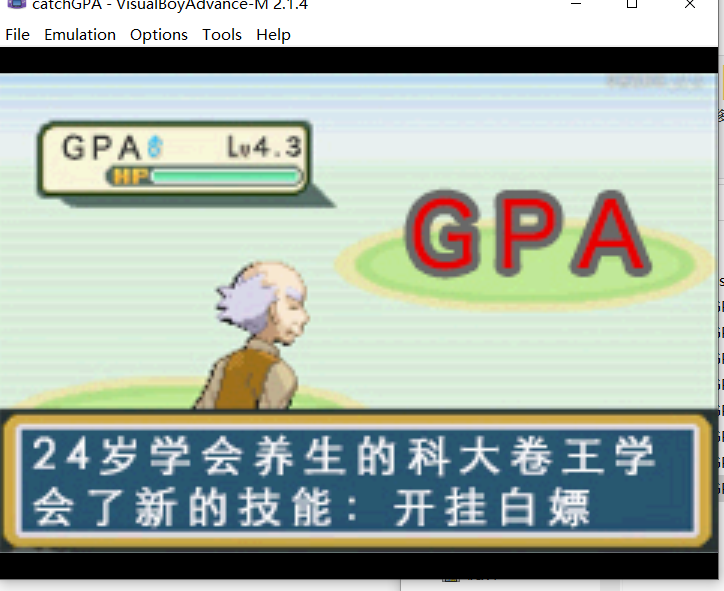 catchGPA - VisualBoyAdvance-M 2.1.4
File Emulation Options Tools Help
GPA Lv4.3
HP
GPA
24岁学会养生的科大卷王学
会了新的技能：开挂白嫖